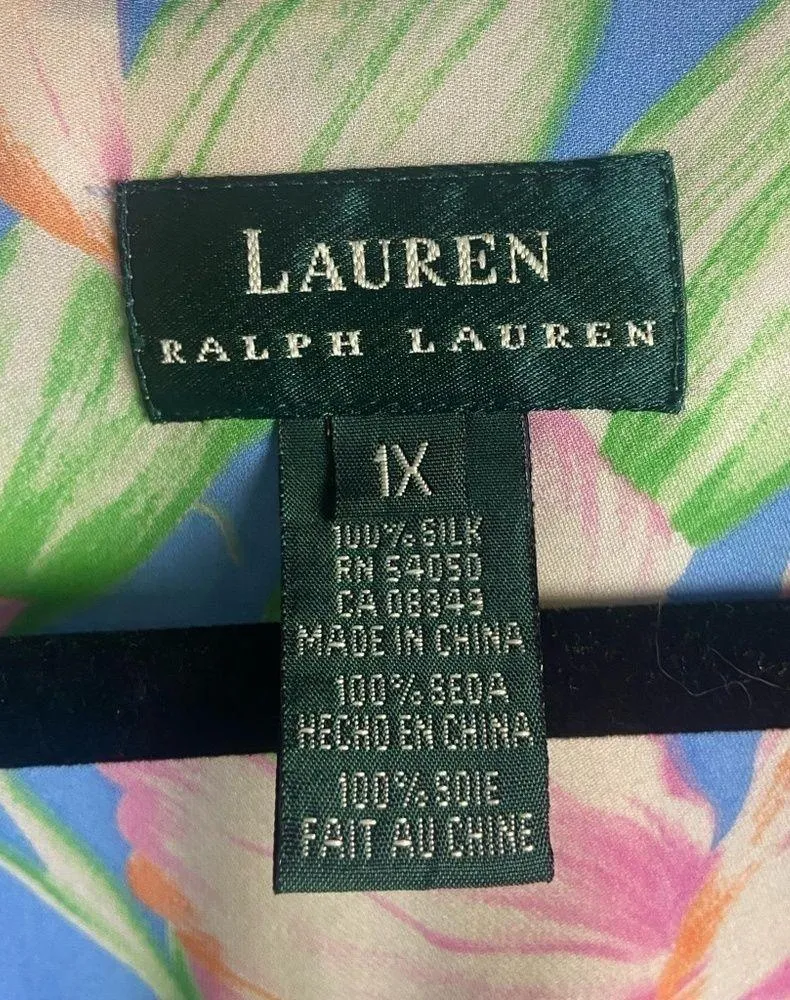 LAUREN
RALPH LAUREN
1X
100% SILK
RN 54050
CA 06849
MADE IN CHINA
100% SEDA
HECHO EN CHINA
100% SOIE
FAIT AU CHINE